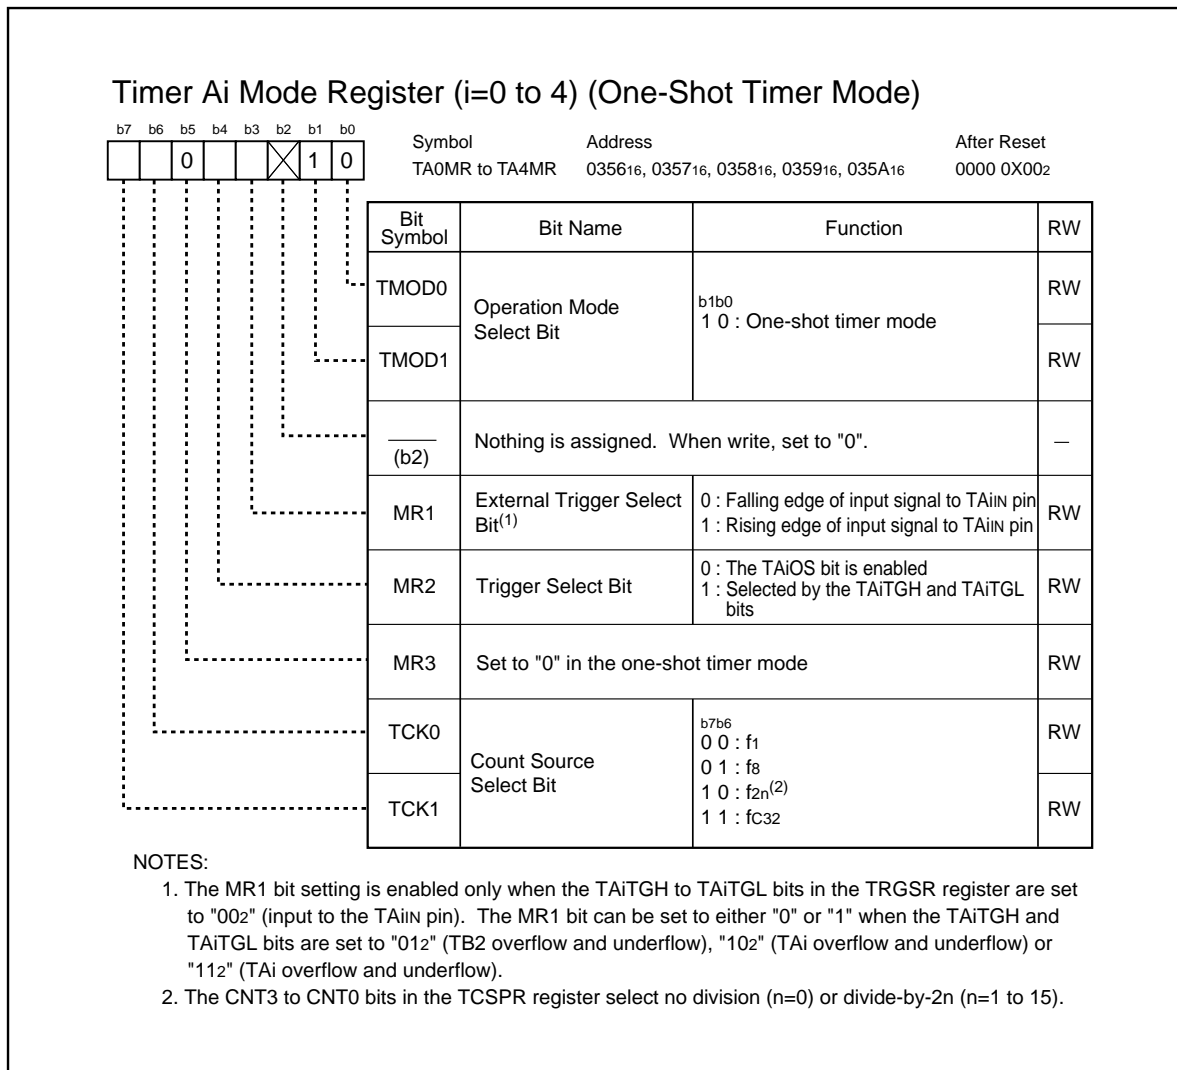 Timer Ai Mode Register (i=0 to 4) (One-Shot Timer Mode)
b7 b6 b5 b4 b3 b2 b1 b0
0 1 0
Symbol Address After Reset
TA0MR to TA4MR 035616, 035716, 035816, 035916, 035A16 0000 0X002
Bit Symbol Bit Name Function RW
TMOD0 RW
Operation Mode
Select Bit
b1b0
1 0 : One-shot timer mode
TMOD1 RW
(b2) Nothing is assigned. When write, set to "0". —
MR1 External Trigger Select
Bit(1)
0 : Falling edge of input signal to TAiIN pin
1 : Rising edge of input signal to TAiIN pin
RW
MR2 Trigger Select Bit
0 : The TAiOS bit is enabled
1 : Selected by the TAiTGH and TAiTGL
bits
RW
MR3 Set to "0" in the one-shot timer mode RW
TCK0 RW
Count Source
Select Bit
b7b6
0 0 : f1
0 1 : f8
1 0 : f2n(2)
1 1 : fC32
TCK1 RW
NOTES:
1. The MR1 bit setting is enabled only when the TAiTGH to TAiTGL bits in the TRGSR register are set
to "002" (input to the TAiIN pin). The MR1 bit can be set to either "0" or "1" when the TAiTGH and
TAiTGL bits are set to "012" (TB2 overflow and underflow), "102" (TAi overflow and underflow) or
"112" (TAi overflow and underflow).
2. The CNT3 to CNT0 bits in the TCSPR register select no division (n=0) or divide-by-2n (n=1 to 15).